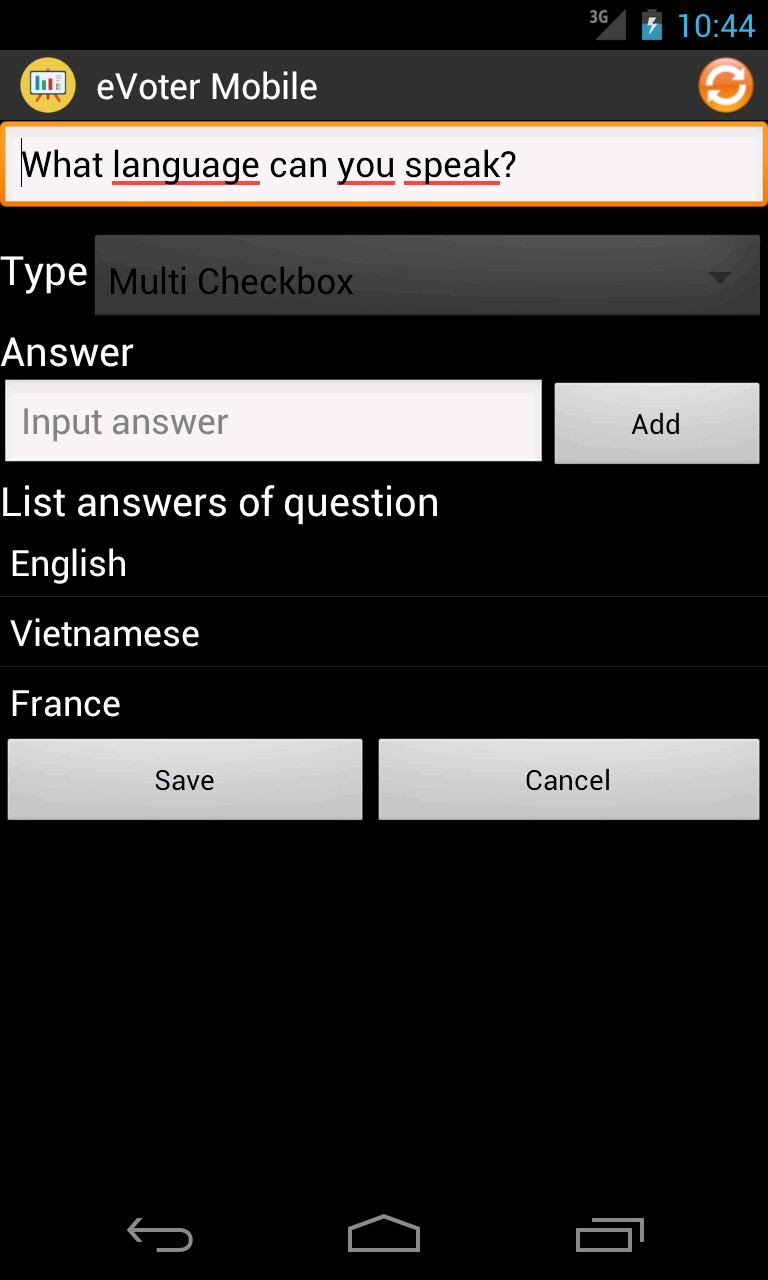 3G 10:44
eVoter Mobile
What language can you speak?
Type Multi Checkbox
Answer
Input answer Add
List answers of question
English
Vietnamese
France
Save Cancel